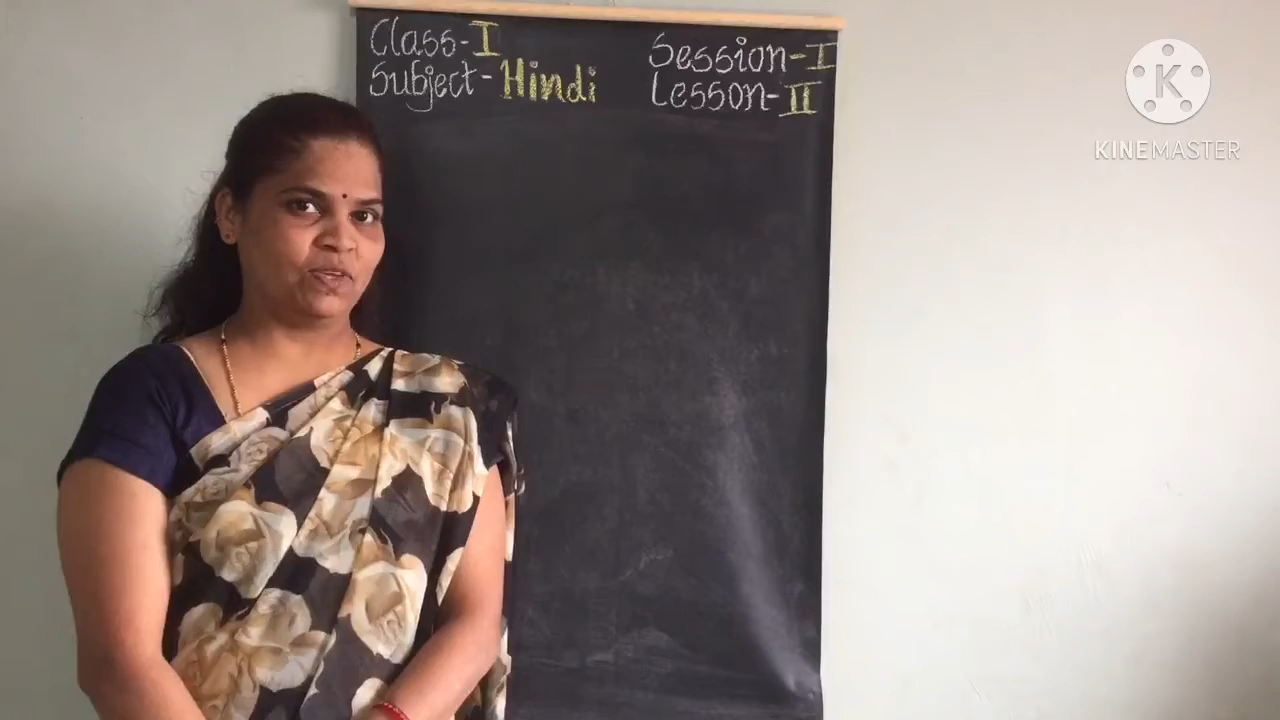 Class-I
Subject-Hindi
Session-I
Lesson-II
K
KINEMASTER